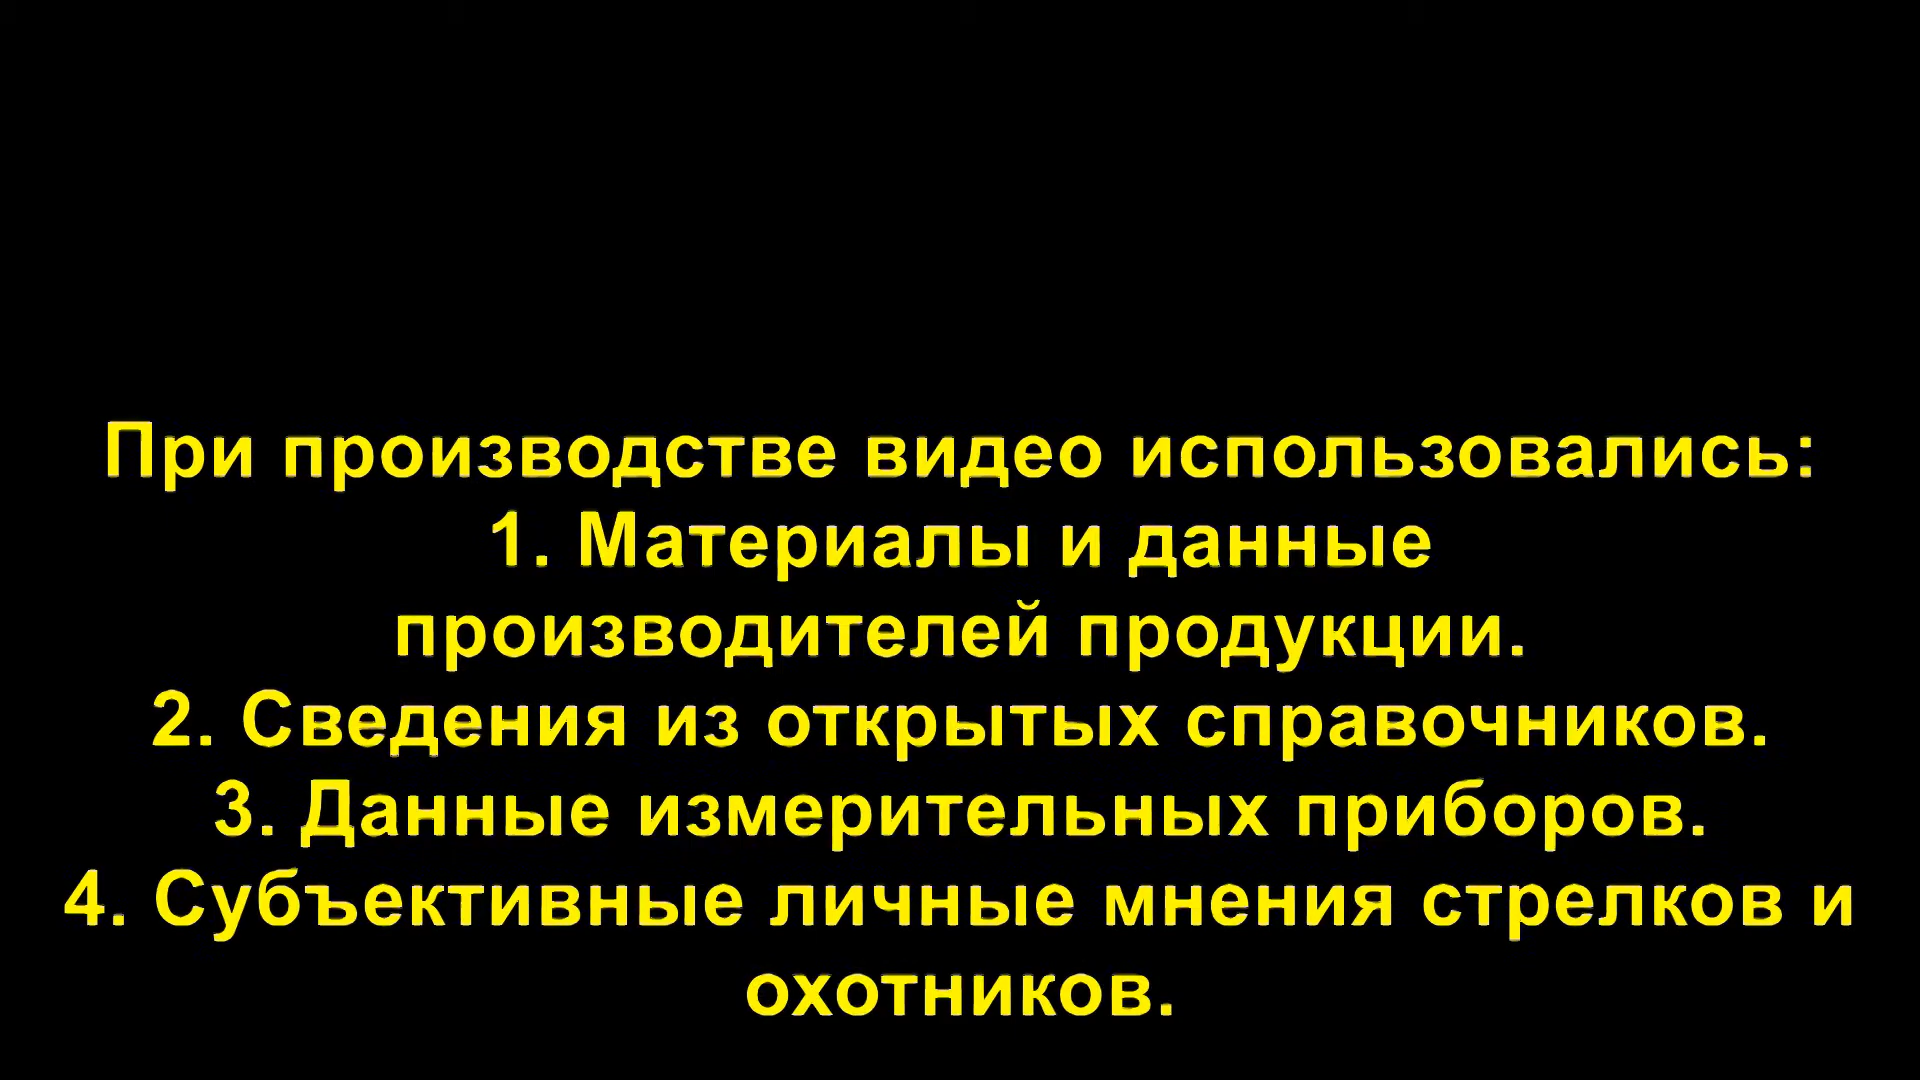 При производстве видео использовались:
1. Материалы и данные
производителей продукции.
2. Сведения из открытых справочников.
3. Данные измерительных приборов.
4. Субъективные личные мнения стрелков и
охотников.